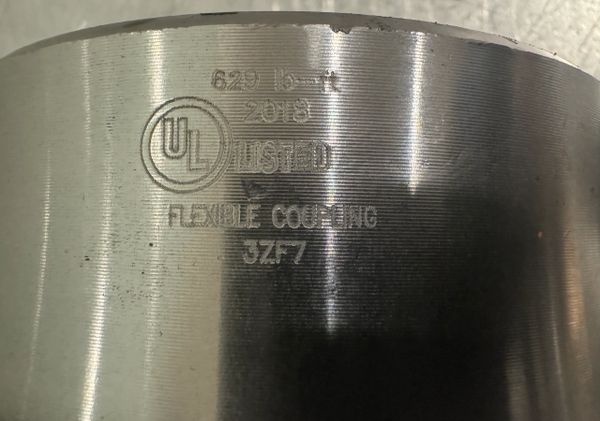 629 lb-ft
2018
UL LISTED
FLEXIBLE COUPLING
3ZF7